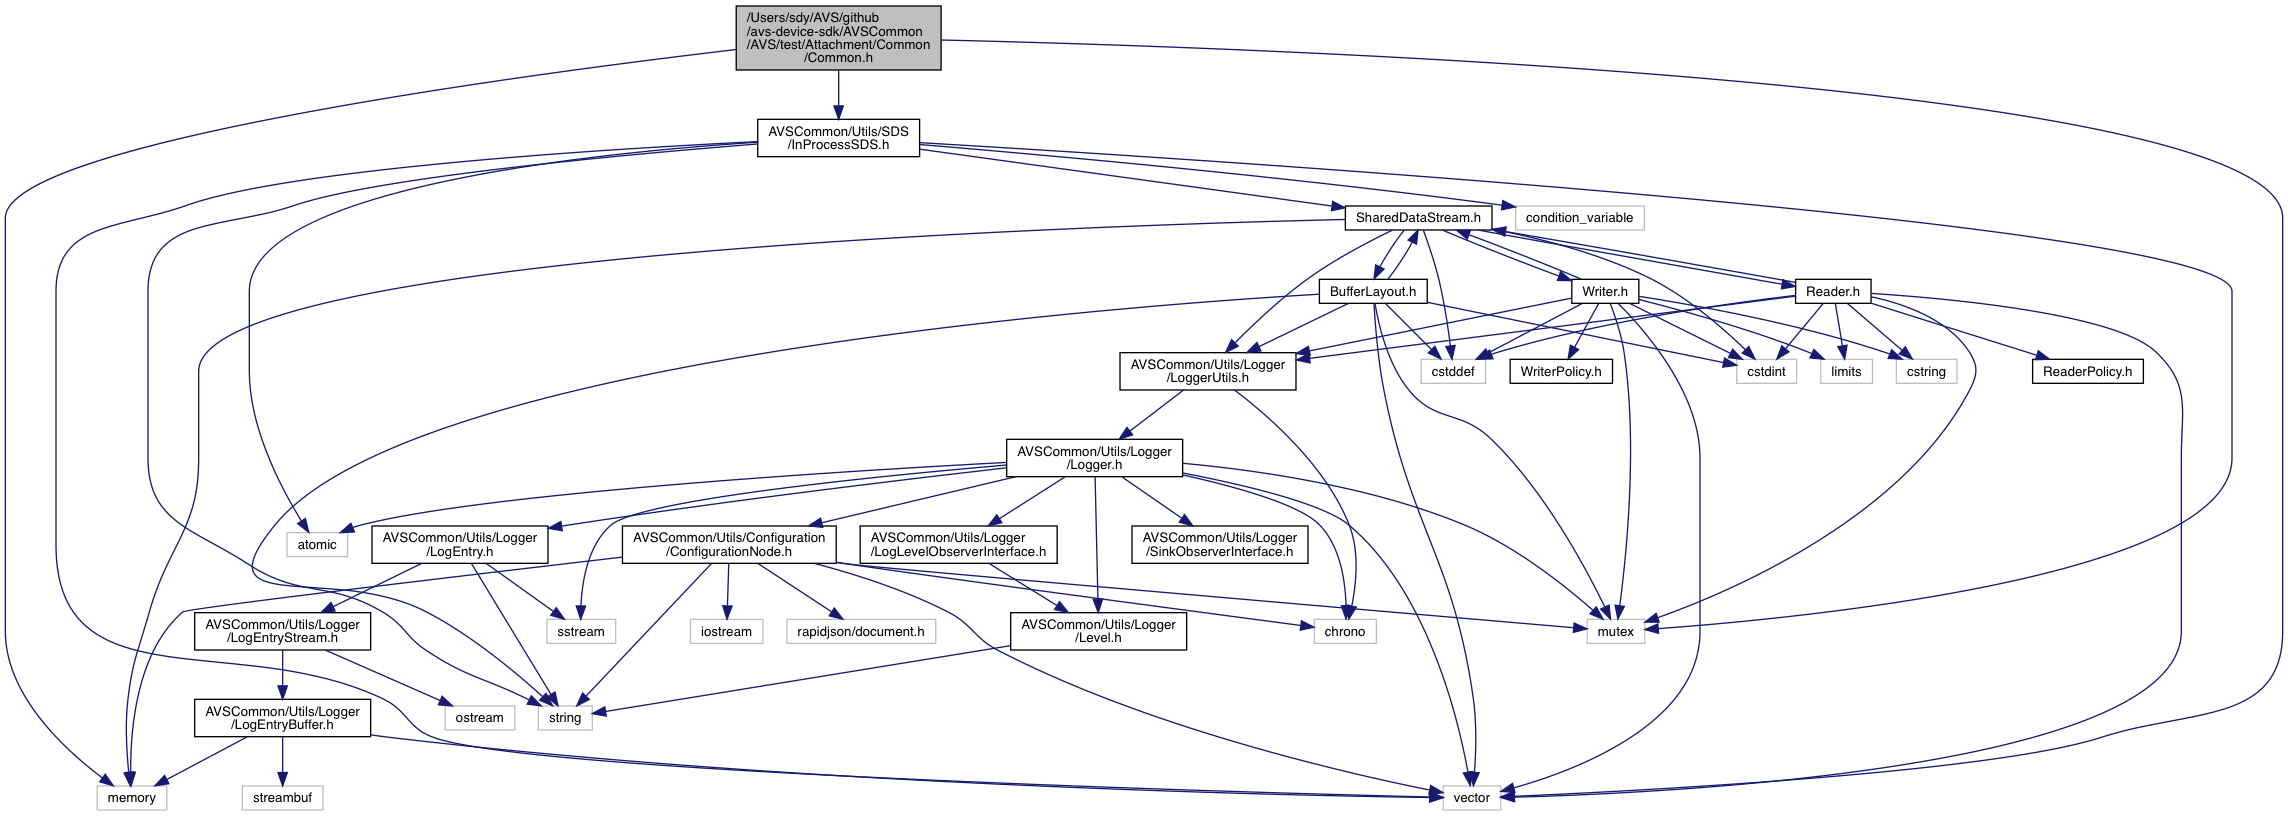 /Users/sdy/AVS/github
/avs-device-sdk/AVSCommon
/AVS/test/Attachment/Common
/Common.h
AVSCommon/Utils/SDS
/InProcessSDS.h
SharedDataStream.h
condition_variable
BufferLayout.h
Writer.h
Reader.h
AVSCommon/Utils/Logger
/LoggerUtils.h
cstddef
WriterPolicy.h
cstdint
limits
cstring
ReaderPolicy.h
AVSCommon/Utils/Logger
/Logger.h
atomic
AVSCommon/Utils/Logger
/LogEntry.h
AVSCommon/Utils/Configuration
/ConfigurationNode.h
AVSCommon/Utils/Logger
/LogLevelObserverInterface.h
AVSCommon/Utils/Logger
/SinkObserverInterface.h
AVSCommon/Utils/Logger
/LogEntryStream.h
sstream
iostream
rapidjson/document.h
AVSCommon/Utils/Logger
/Level.h
chrono
mutex
AVSCommon/Utils/Logger
/LogEntryBuffer.h
ostream
string
memory
streambuf
vector